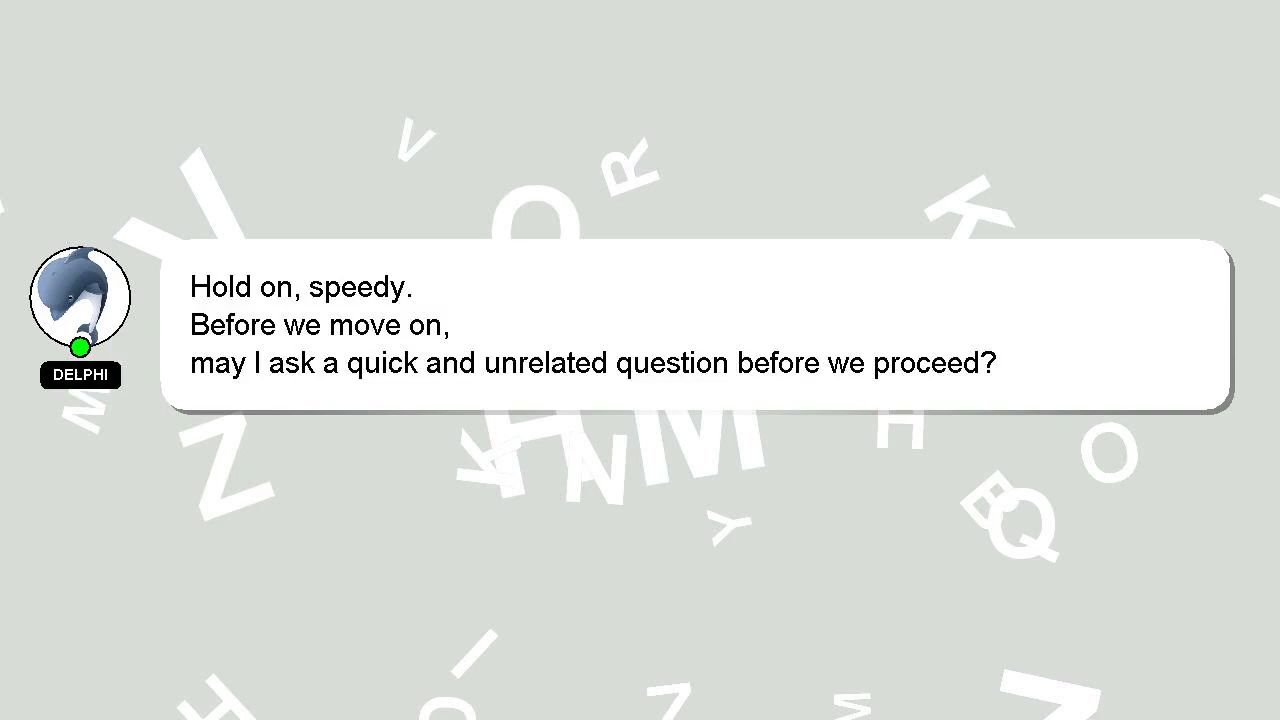 Hold on, speedy.
Before we move on,
may I ask a quick and unrelated question before we proceed?
DELPHI
V
R
K
Y
O
M
Z
K
H
N
M
H
O
B
Q
Y
I
H
O
Z
M